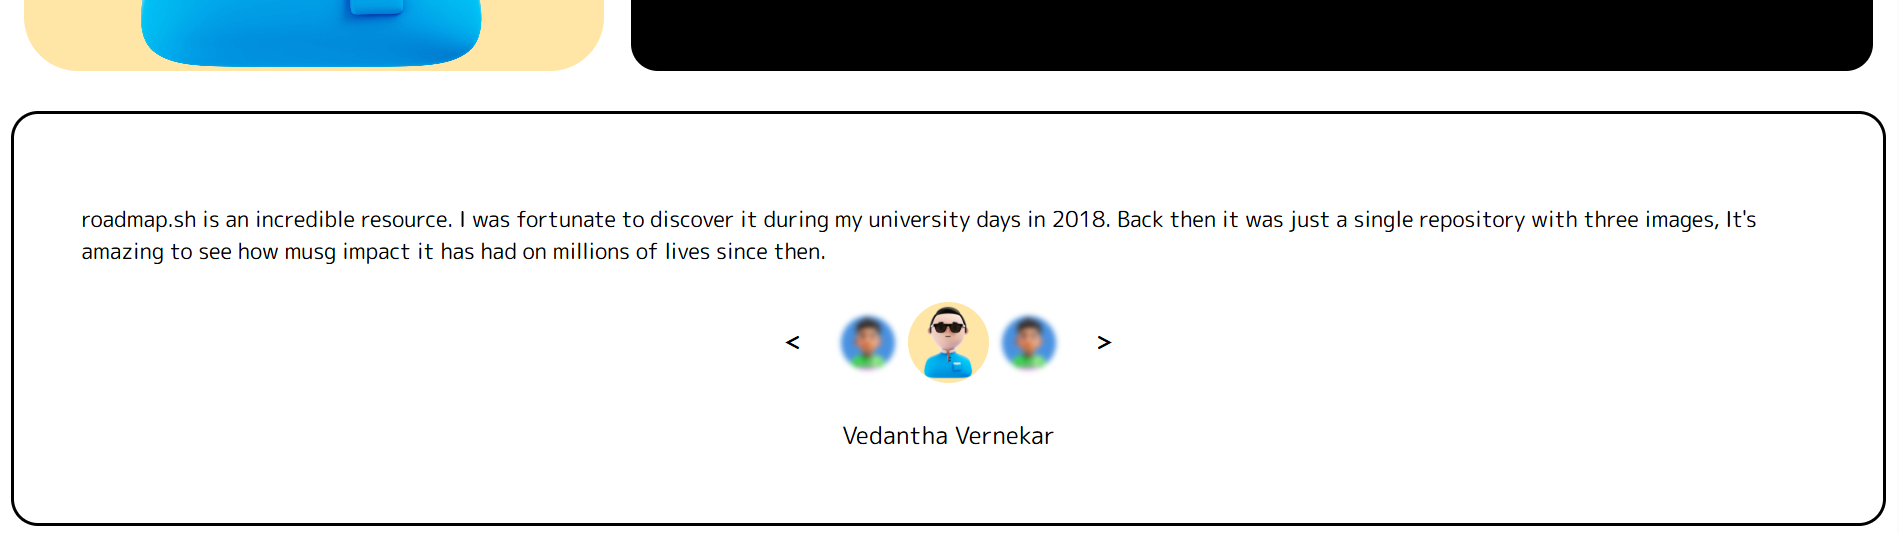 roadmap.sh is an incredible resource. I was fortunate to discover it during my university days in 2018. Back then it was just a single repository with three images, It's
amazing to see how musg impact it has had on millions of lives since then.
< >
Vedantha Vernekar